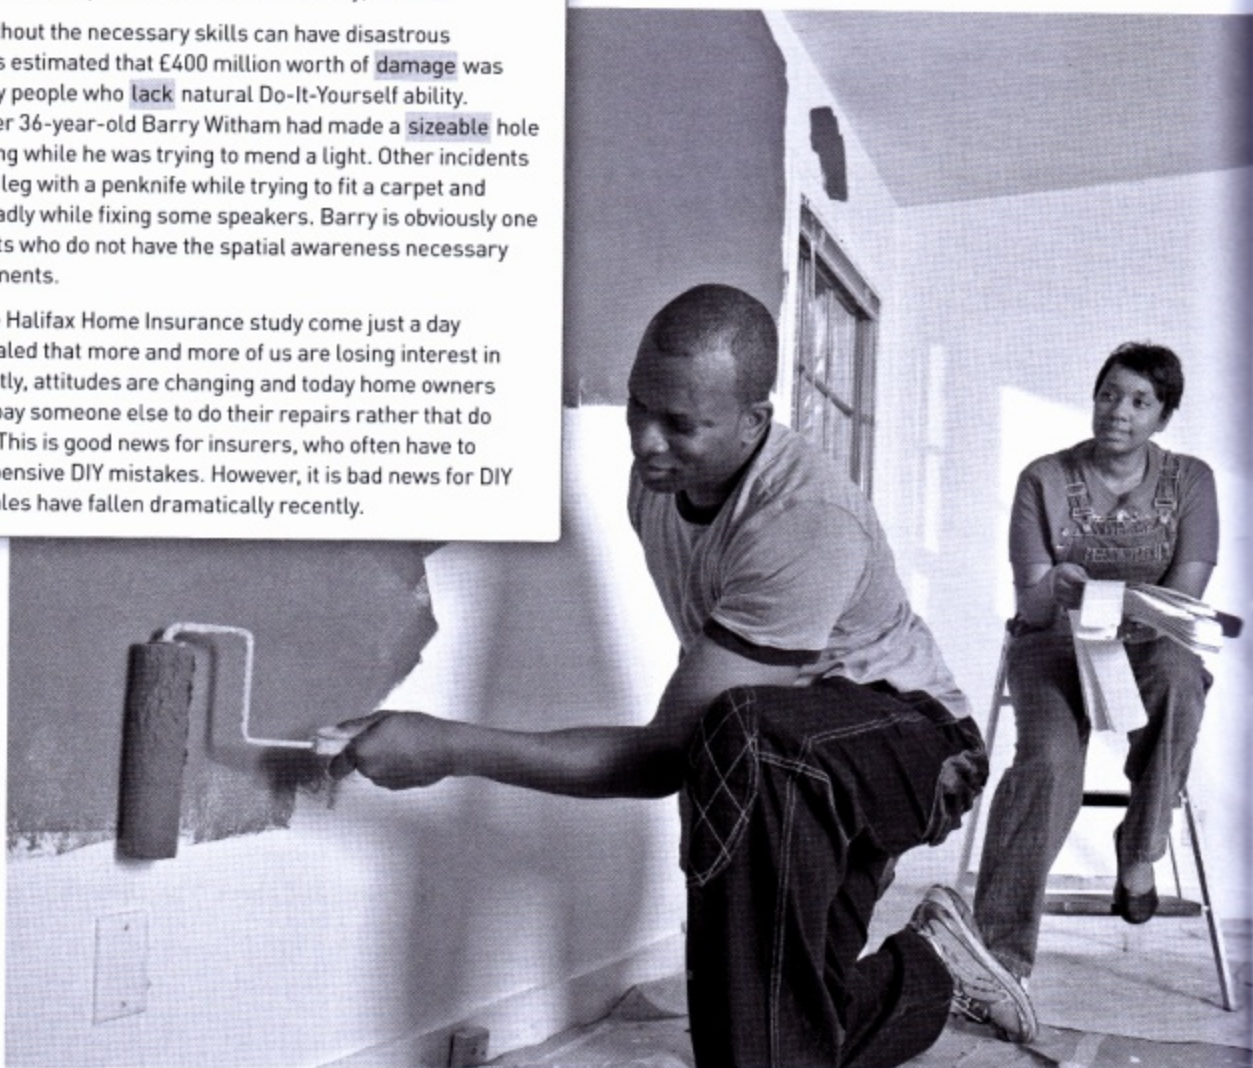 hout the necessary skills can have disastrous
s estimated that £400 million worth of damage was
y people who lack natural Do-It-Yourself ability.
er 36-year-old Barry Witham had made a sizeable hole
ng while he was trying to mend a light. Other incidents
leg with a penknife while trying to fit a carpet and
adly while fixing some speakers. Barry is obviously one
ts who do not have the spatial awareness necessary
nents.
Halifax Home Insurance study come just a day
aled that more and more of us are losing interest in
tly, attitudes are changing and today home owners
pay someone else to do their repairs rather that do
This is good news for insurers, who often have to
pensive DIY mistakes. However, it is bad news for DIY
ales have fallen dramatically recently.